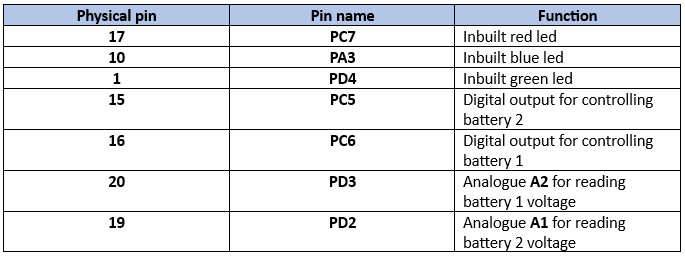 Physical pin Pin name Function
17 PC7 Inbuilt red led
10 PA3 Inbuilt blue led
1 PD4 Inbuilt green led
15 PC5 Digital output for controlling
battery 2
16 PC6 Digital output for controlling
battery 1
20 PD3 Analogue A2 for reading
battery 1 voltage
19 PD2 Analogue A1 for reading
battery 2 voltage